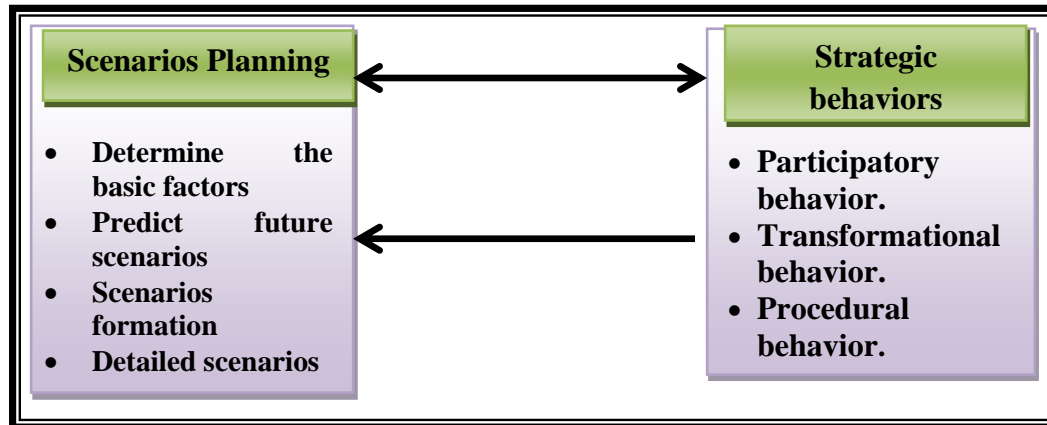 Scenarios Planning
• Determine the
basic factors
• Predict future
scenarios
• Scenarios
formation
• Detailed scenarios
Strategic
behaviors
• Participatory
behavior.
• Transformational
behavior.
• Procedural
behavior.